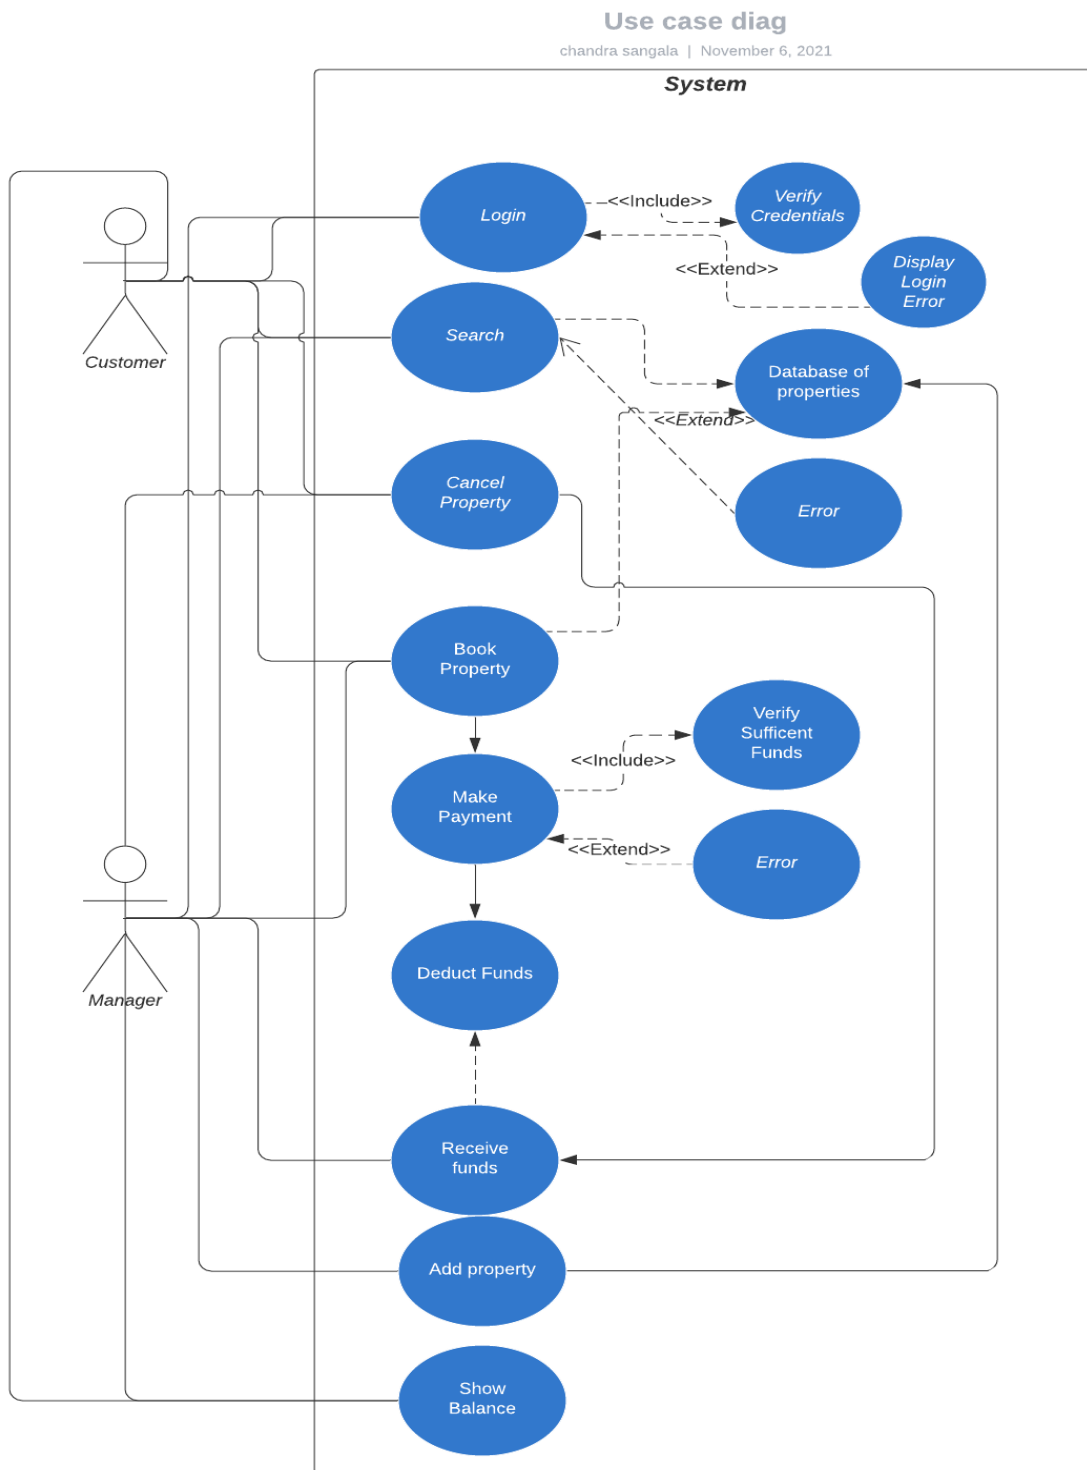 Use case diag
chandra sangala | November 6, 2021
System
Login
<<Include>>
Verify
Credentials
<<Extend>>
Display
Login
Error
Customer
Search
Database of
properties
<<Extend>>
Cancel
Property
Error
Book
Property
Verify
Sufficent
Funds
<<Include>>
Make
Payment
<<Extend>>
Error
Manager
Deduct Funds
Receive
funds
Add property
Show
Balance